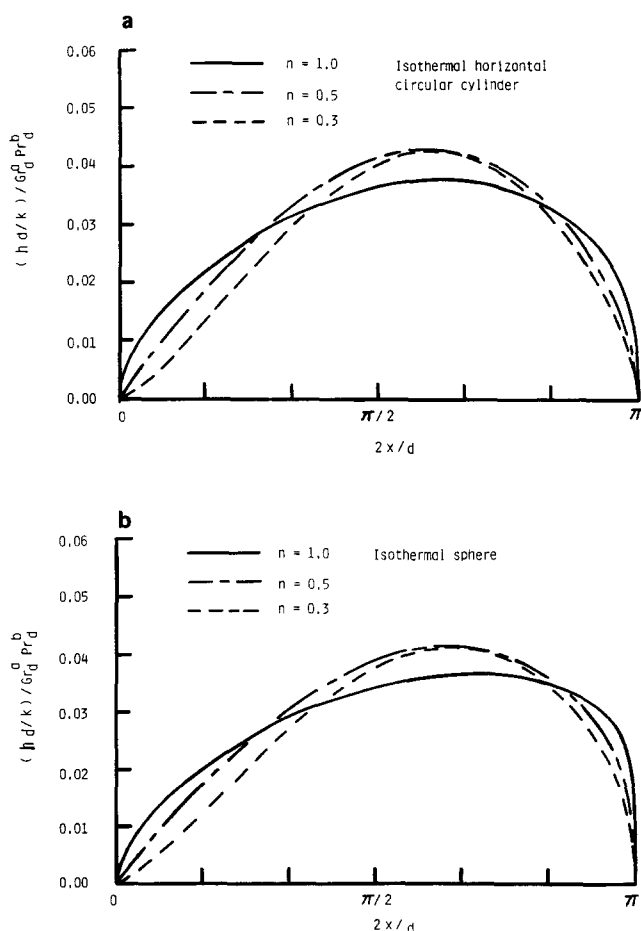 a
0.06
0.05
0.04
0.03
0.02
0.01
0.00
(hd/k)/Gr_d^a Pr_d^b
n = 1.0
n = 0.5
n = 0.3
Isothermal horizontal
circular cylinder
0
π/2
π
2x/d
b
0.06
0.05
0.04
0.03
0.02
0.01
0.00
(hd/k)/Gr_d^a Pr_d^b
n = 1.0
n = 0.5
n = 0.3
Isothermal sphere
0
π/2
π
2x/d